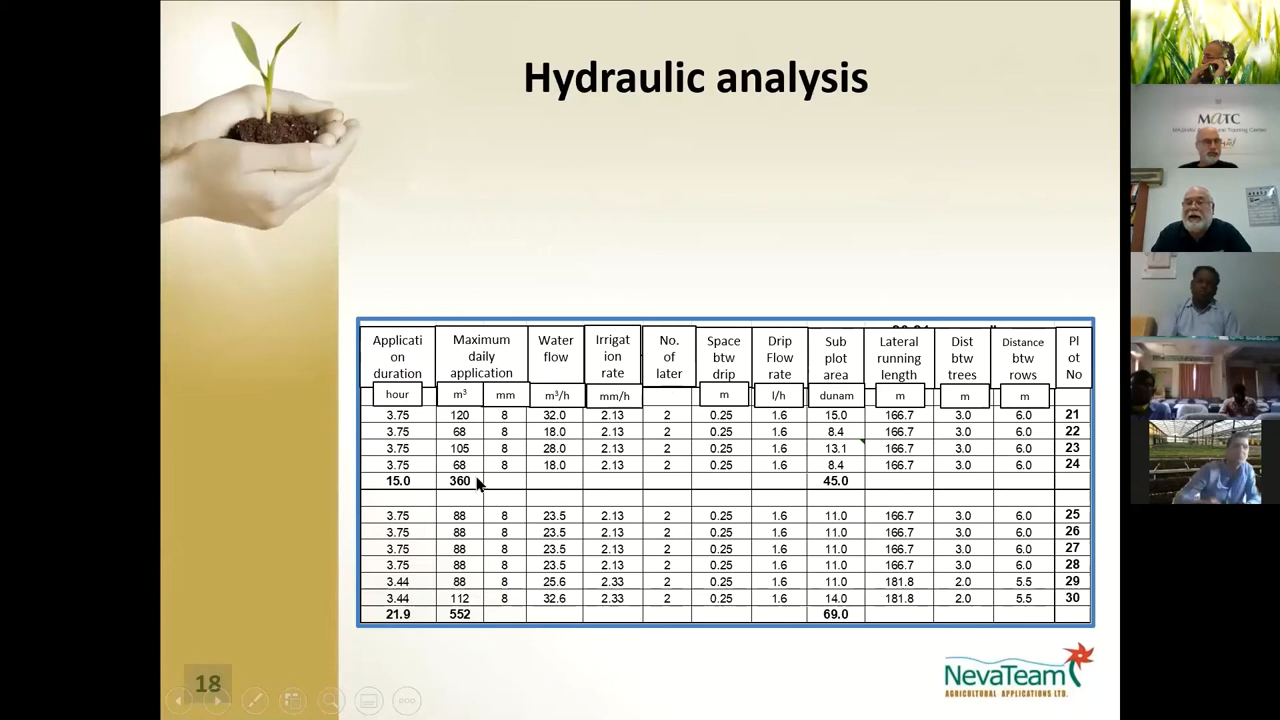 Hydraulic analysis
Applicati on duration | Maximum daily application | Water flow | Irrigat ion rate | No. of later | Space btw drip | Drip Flow rate | Sub plot area | Lateral running length | Dist btw trees | Distance btw rows | Pl ot No
hour | m³ | mm | m³/h | mm/h | m | l/h | dunam | m | m | m
3.75 120 8 32.0 2.13 2 0.25 1.6 15.0 166.7 3.0 6.0 21
3.75 68 8 18.0 2.13 2 0.25 1.6 8.4 166.7 3.0 6.0 22
3.75 105 8 28.0 2.13 2 0.25 1.6 13.1 166.7 3.0 6.0 23
3.75 68 8 18.0 2.13 2 0.25 1.6 8.4 166.7 3.0 6.0 24
15.0 360 45.0
3.75 88 8 23.5 2.13 2 0.25 1.6 11.0 166.7 3.0 6.0 25
3.75 88 8 23.5 2.13 2 0.25 1.6 11.0 166.7 3.0 6.0 26
3.75 88 8 23.5 2.13 2 0.25 1.6 11.0 166.7 3.0 6.0 27
3.75 88 8 23.5 2.13 2 0.25 1.6 11.0 166.7 3.0 6.0 28
3.44 88 8 25.6 2.33 2 0.25 1.6 11.0 181.8 2.0 5.5 29
3.44 112 8 32.6 2.33 2 0.25 1.6 14.0 181.8 2.0 5.5 30
21.9 552 69.0
18
NevaTeam
AGRICULTURAL APPLICATIONS LTD.
MATC